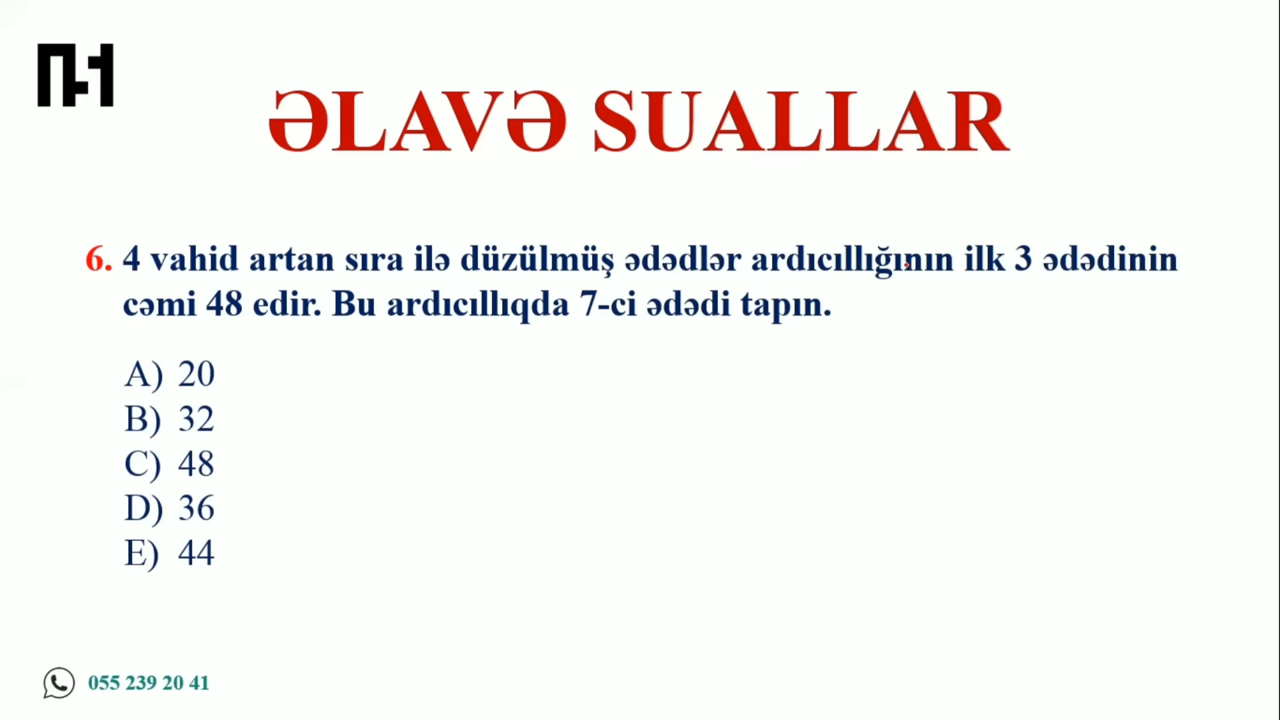 ƏLAVƏ SUALLAR
6. 4 vahid artan sıra ilə düzülmüş ədədlər ardıcıllığının ilk 3 ədədinin
cəmi 48 edir. Bu ardıcıllıqda 7-ci ədədi tapın.
A) 20
B) 32
C) 48
D) 36
E) 44
055 239 20 41